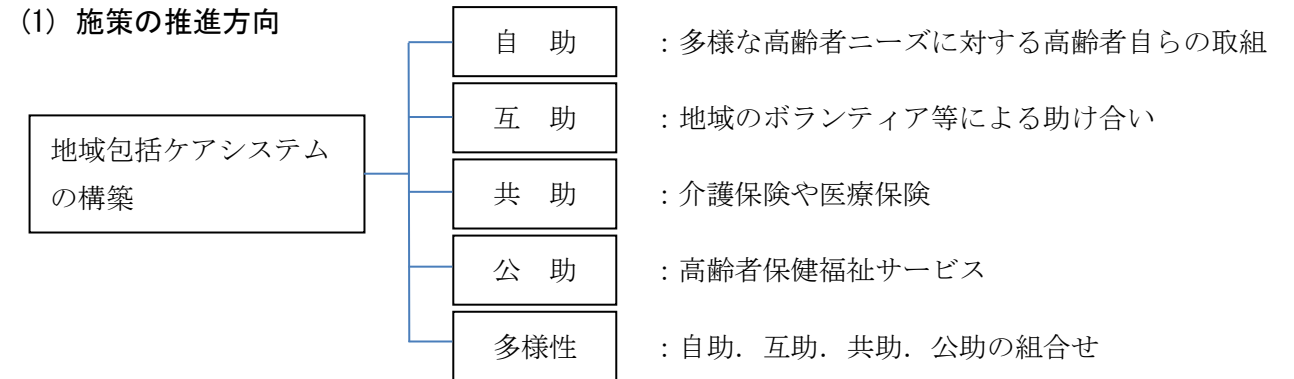 (1) 施策の推進方向
自　助　：多様な高齢者ニーズに対する高齢者自らの取組
互　助　：地域のボランティア等による助け合い
地域包括ケアシステム
の構築
共　助　：介護保険や医療保険
公　助　：高齢者保健福祉サービス
多様性　：自助．互助．共助．公助の組合せ